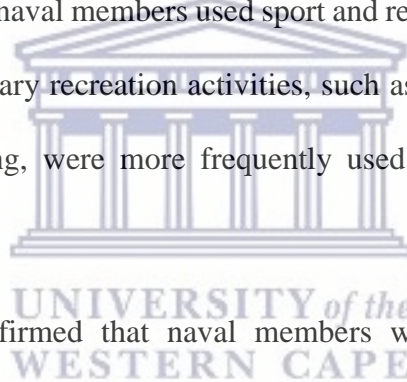 naval members used sport and re
ary recreation activities, such as
ng, were more frequently used
UNIVERSITY of the
firmed that naval members w
WESTERN CAPE